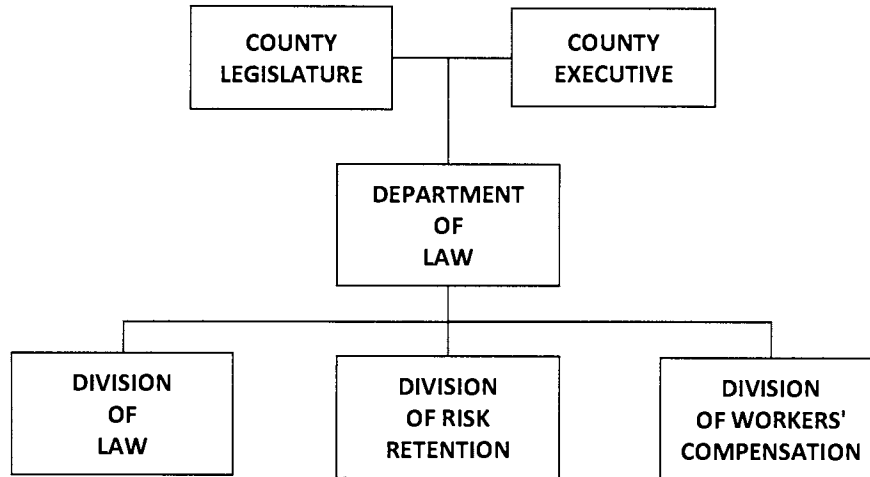 COUNTY
LEGISLATURE
COUNTY
EXECUTIVE
DEPARTMENT
OF
LAW
DIVISION
OF
LAW
DIVISION
OF RISK
RETENTION
DIVISION
OF WORKERS'
COMPENSATION